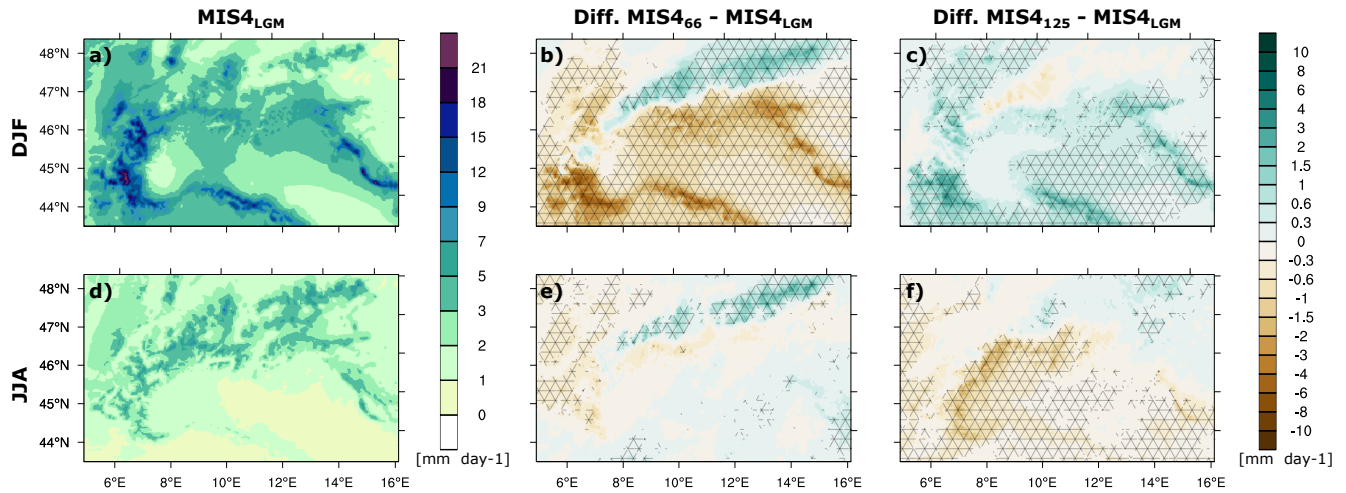 MIS4LGM
Diff. MIS466 - MIS4LGM
Diff. MIS4125 - MIS4LGM
DJF
48°N
47°N
46°N
45°N
44°N
a)
21
18
15
12
9
7
5
3
2
1
0
[mm day-1]
b)
c)
10
8
6
4
3
2
1.5
1
0.6
0.3
0
-0.3
-0.6
-1
-1.5
-2
-3
-4
-6
-8
-10
[mm day-1]
JJA
48°N
47°N
46°N
45°N
44°N
d)
6°E 8°E 10°E 12°E 14°E 16°E
e)
6°E 8°E 10°E 12°E 14°E 16°E
f)
6°E 8°E 10°E 12°E 14°E 16°E